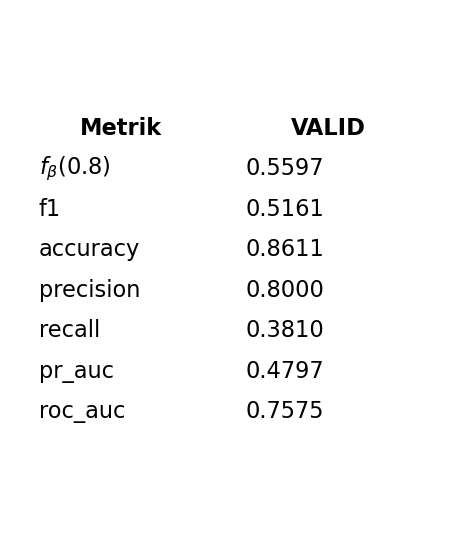 Metrik VALID
fβ(0.8) 0.5597
f1 0.5161
accuracy 0.8611
precision 0.8000
recall 0.3810
pr_auc 0.4797
roc_auc 0.7575